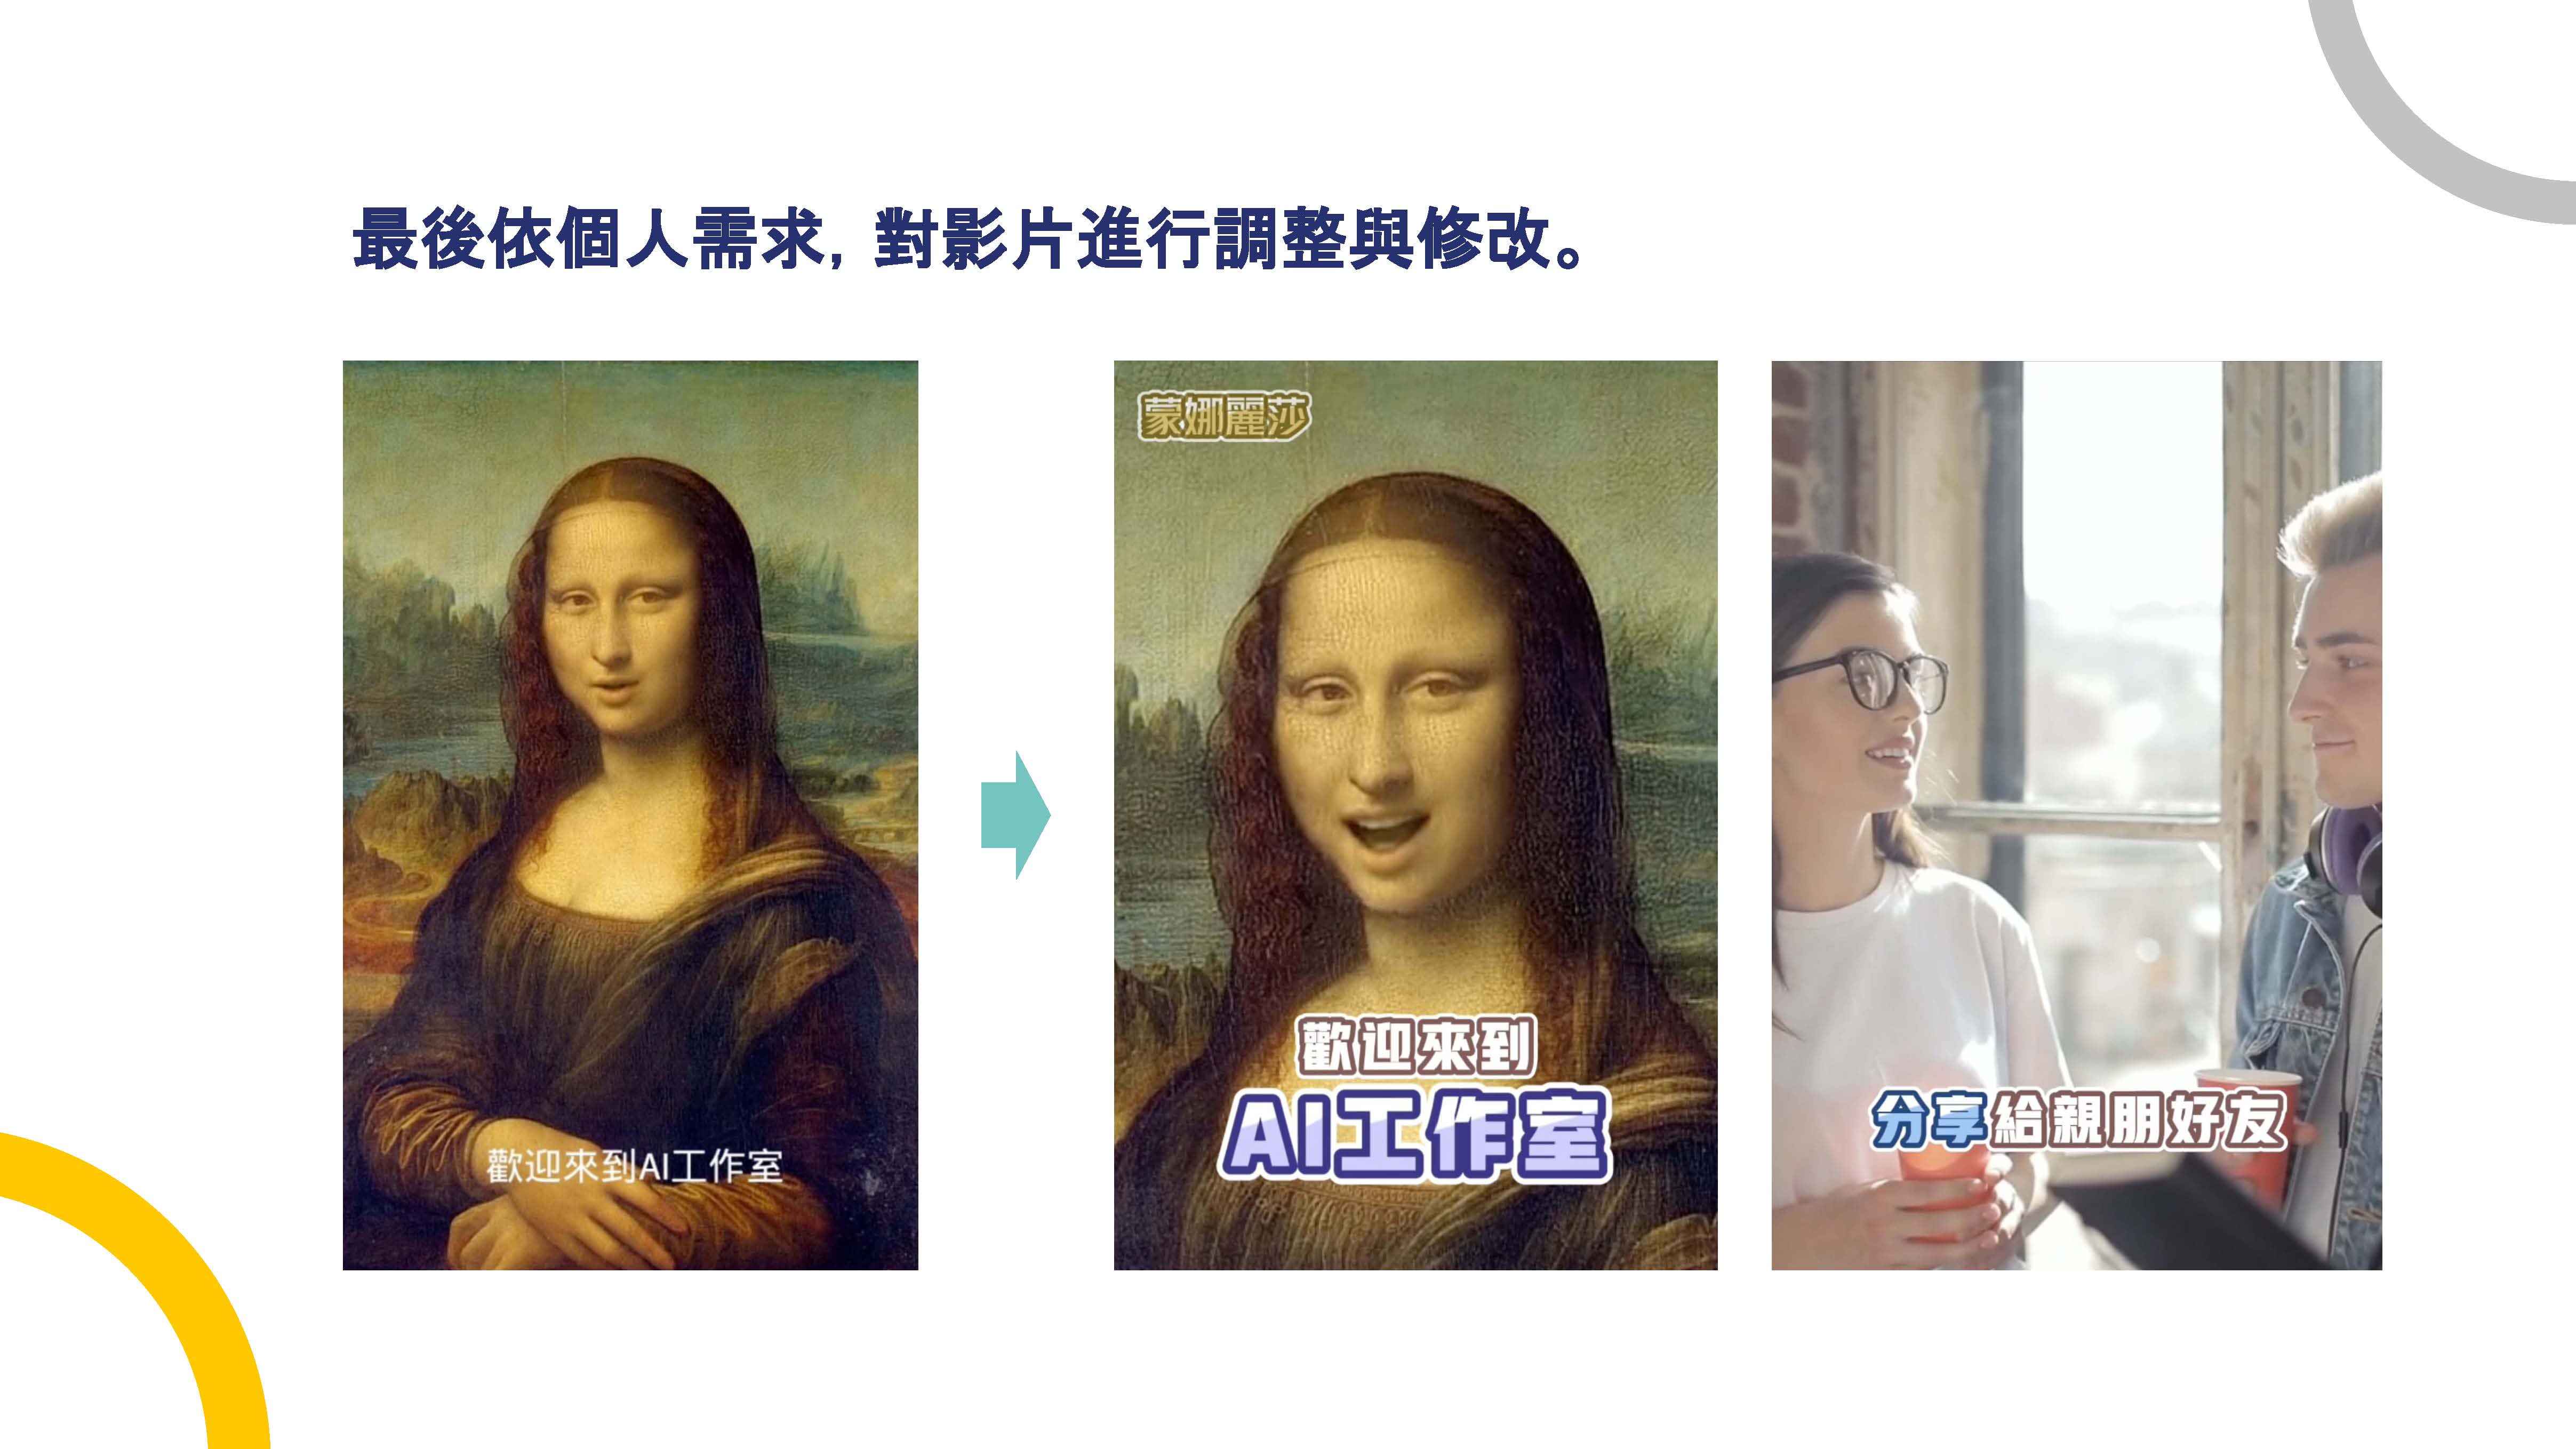 最後依個人需求，對影片進行調整與修改。
歡迎來到AI工作室
蒙娜麗莎
歡迎來到
AI工作室
分享給親朋好友